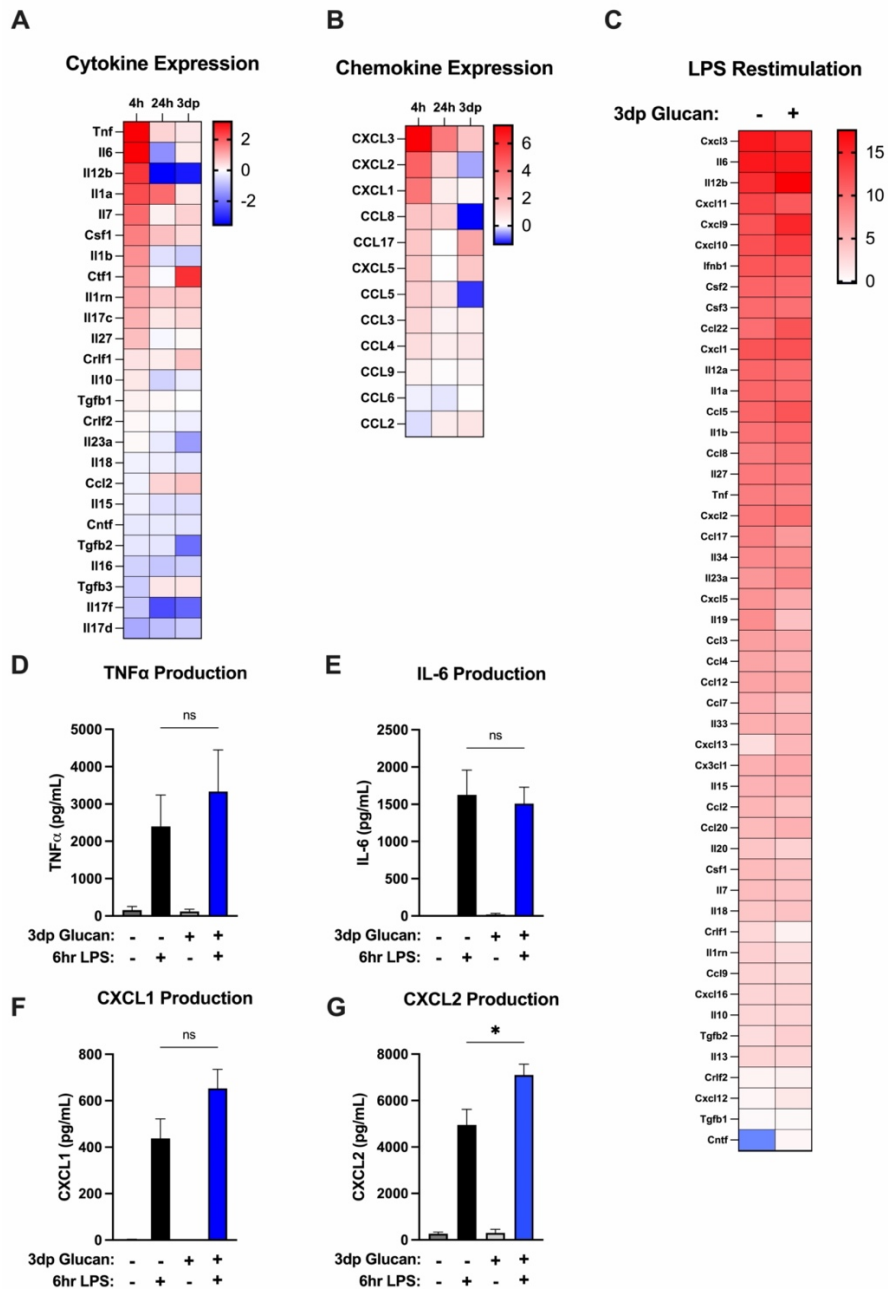 A
Cytokine Expression
4h 24h 3dp
Tnf
Il6
Il12b
Il1a
Il7
Csf1
Il1b
Ctf1
Il1rn
Il17c
Il27
Crlf1
Il10
Tgfb1
Crlf2
Il23a
Il18
Ccl2
Il15
Cntf
Tgfb2
Il16
Tgfb3
Il17f
Il17d
2
0
-2
B
Chemokine Expression
4h 24h 3dp
CXCL3
CXCL2
CXCL1
CCL8
CCL17
CXCL5
CCL5
CCL3
CCL4
CCL9
CCL6
CCL2
6
4
2
0
C
LPS Restimulation
3dp Glucan: - +
Cxcl3
Il6
Il12b
Cxcl11
Cxcl9
Cxcl10
Ifnb1
Csf2
Csf3
Ccl22
Cxcl1
Il12a
Il1a
Ccl5
Il1b
Ccl8
Il27
Tnf
Cxcl2
Ccl17
Il34
Il23a
Cxcl5
Il19
Ccl3
Ccl4
Ccl12
Ccl7
Il33
Cxcl13
Cx3cl1
Il15
Ccl2
Ccl20
Il20
Csf1
Il7
Il18
Crlf1
Il1rn
Ccl9
Cxcl16
Il10
Tgfb2
Il13
Crlf2
Cxcl12
Tgfb1
Cntf
15
10
5
0
D
TNFα Production
TNFα (pg/mL)
5000
4000
3000
2000
1000
0
ns
3dp Glucan: - - + +
6hr LPS: - + - +
E
IL-6 Production
IL-6 (pg/mL)
2500
2000
1500
1000
500
0
ns
3dp Glucan: - - + +
6hr LPS: - + - +
F
CXCL1 Production
CXCL1 (pg/mL)
800
600
400
200
0
ns
3dp Glucan: - - + +
6hr LPS: - + - +
G
CXCL2 Production
CXCL2 (pg/mL)
8000
6000
4000
2000
0
*
3dp Glucan: - - + +
6hr LPS: - + - +